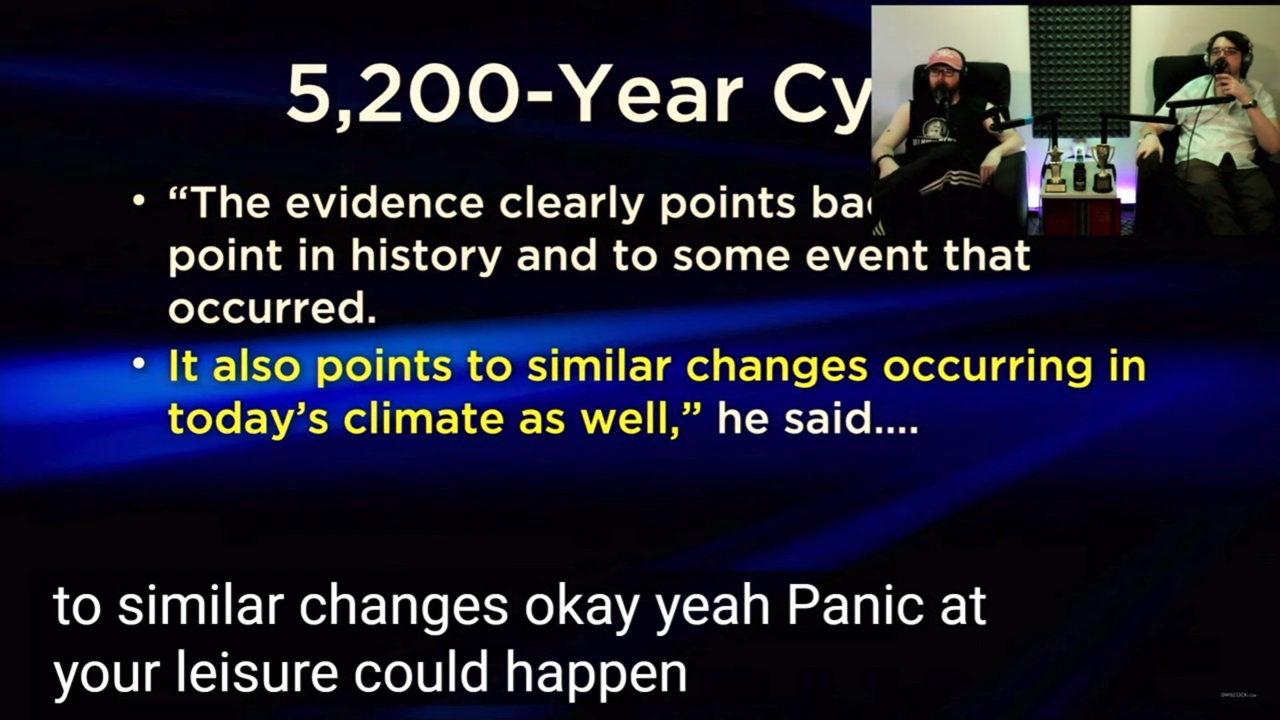 5,200-Year Cy
• “The evidence clearly points bac
point in history and to some event that
occurred.
• It also points to similar changes occurring in
today’s climate as well,” he said....
to similar changes okay yeah Panic at
your leisure could happen